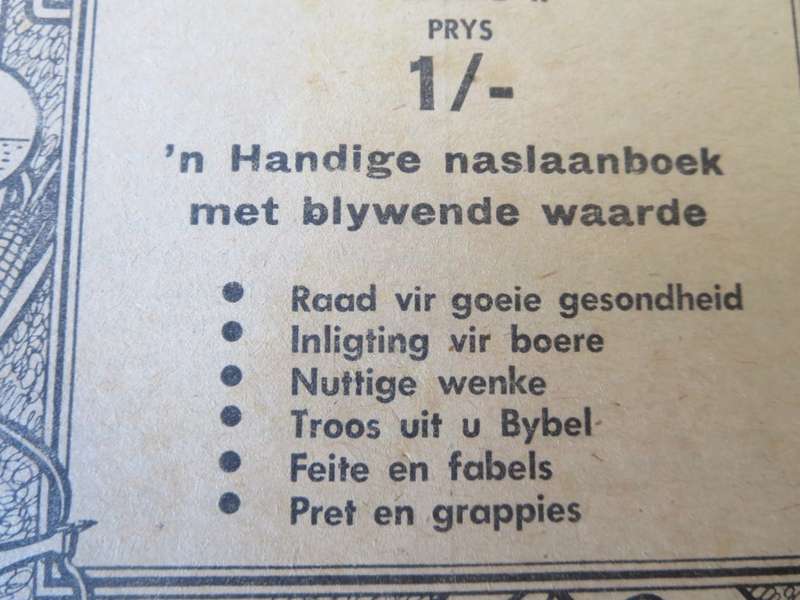 PRYS
1/-
'n Handige naslaanboek
met blywende waarde
• Raad vir goeie gesondheid
• Inligting vir boere
• Nuttige wenke
• Troos uit u Bybel
• Feite en fabels
• Pret en grappies